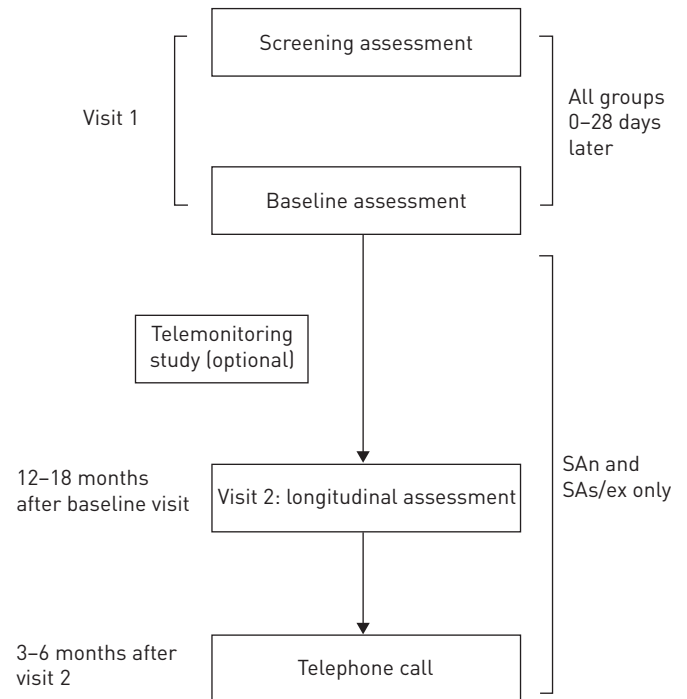 Screening assessment
Visit 1
All groups
0–28 days
later
Baseline assessment
Telemonitoring
study (optional)
12–18 months
after baseline visit
Visit 2: longitudinal assessment
SAn and
SAs/ex only
3–6 months after
visit 2
Telephone call